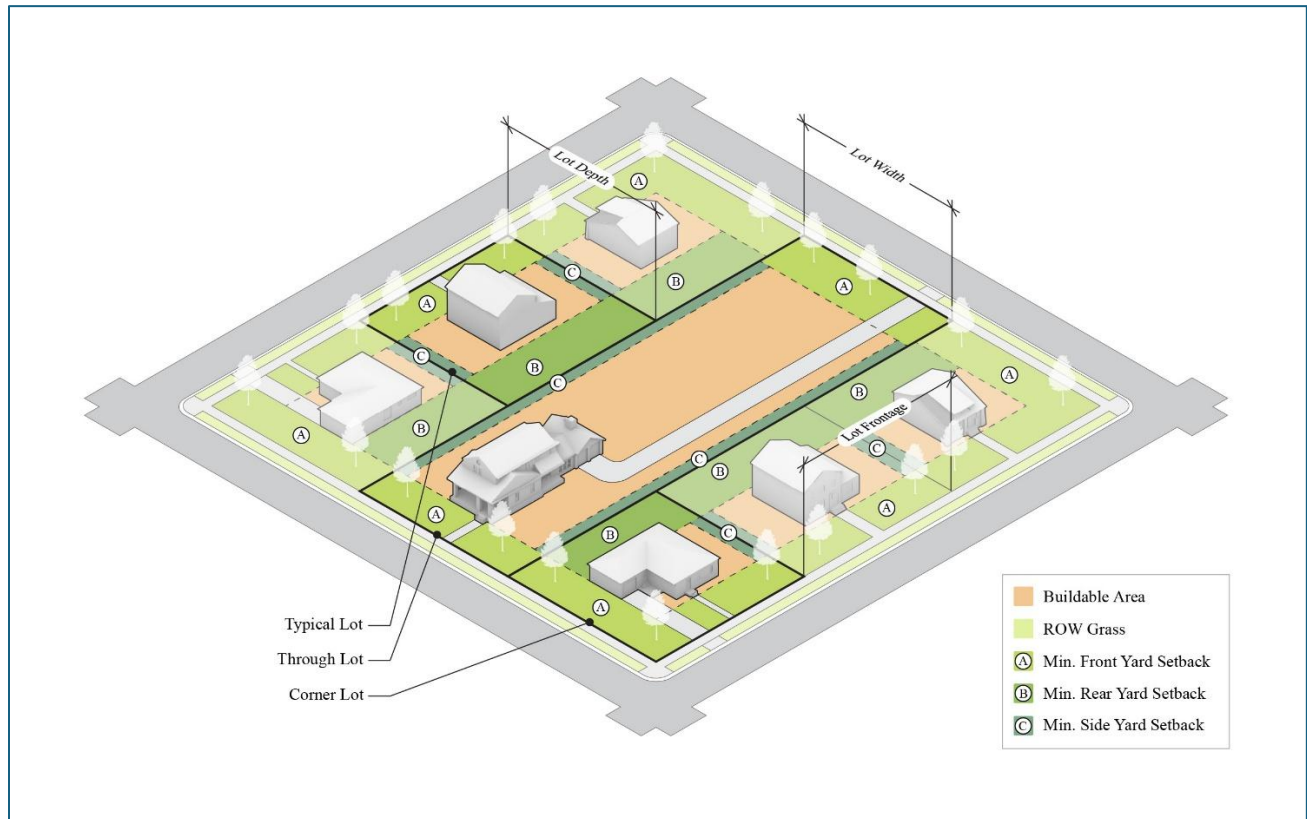 Lot Depth
Lot Width
A
C
B
A
A
C
B
C
A
B
A
Lot Frontage
C
B
C
A
A
B
C
A
Typical Lot
Through Lot
Corner Lot
Buildable Area
ROW Grass
A Min. Front Yard Setback
B Min. Rear Yard Setback
C Min. Side Yard Setback